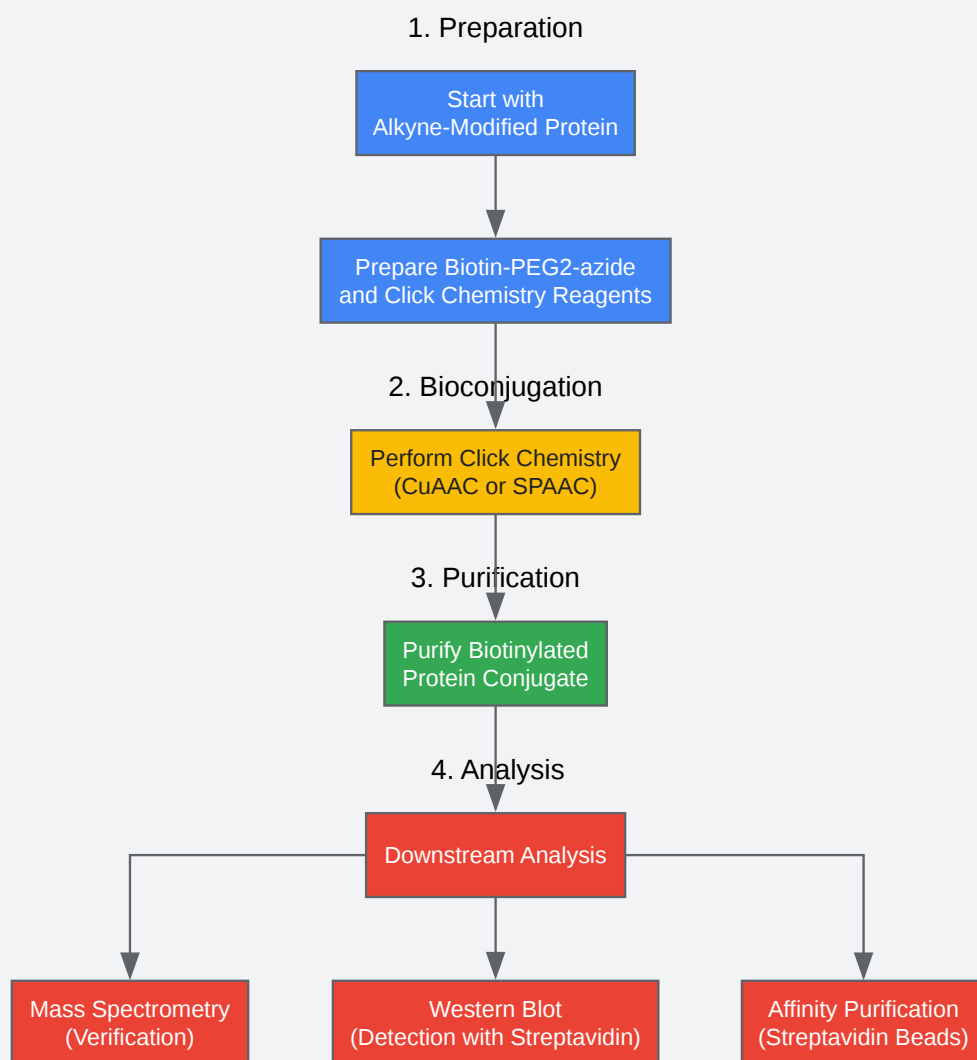 1. Preparation
Start with
Alkyne-Modified Protein
Prepare Biotin-PEG2-azide
and Click Chemistry Reagents
2. Bioconjugation
Perform Click Chemistry
(CuAAC or SPAAC)
3. Purification
Purify Biotinylated
Protein Conjugate
4. Analysis
Downstream Analysis
Mass Spectrometry
(Verification)
Western Blot
(Detection with Streptavidin)
Affinity Purification
(Streptavidin Beads)